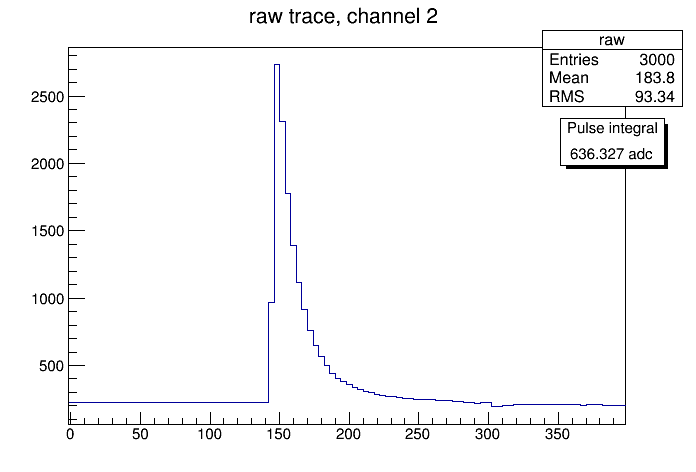 raw trace, channel 2
raw
Entries 3000
Mean 183.8
RMS 93.34
Pulse integral
636.327 adc
2500
2000
1500
1000
500
0 50 100 150 200 250 300 350